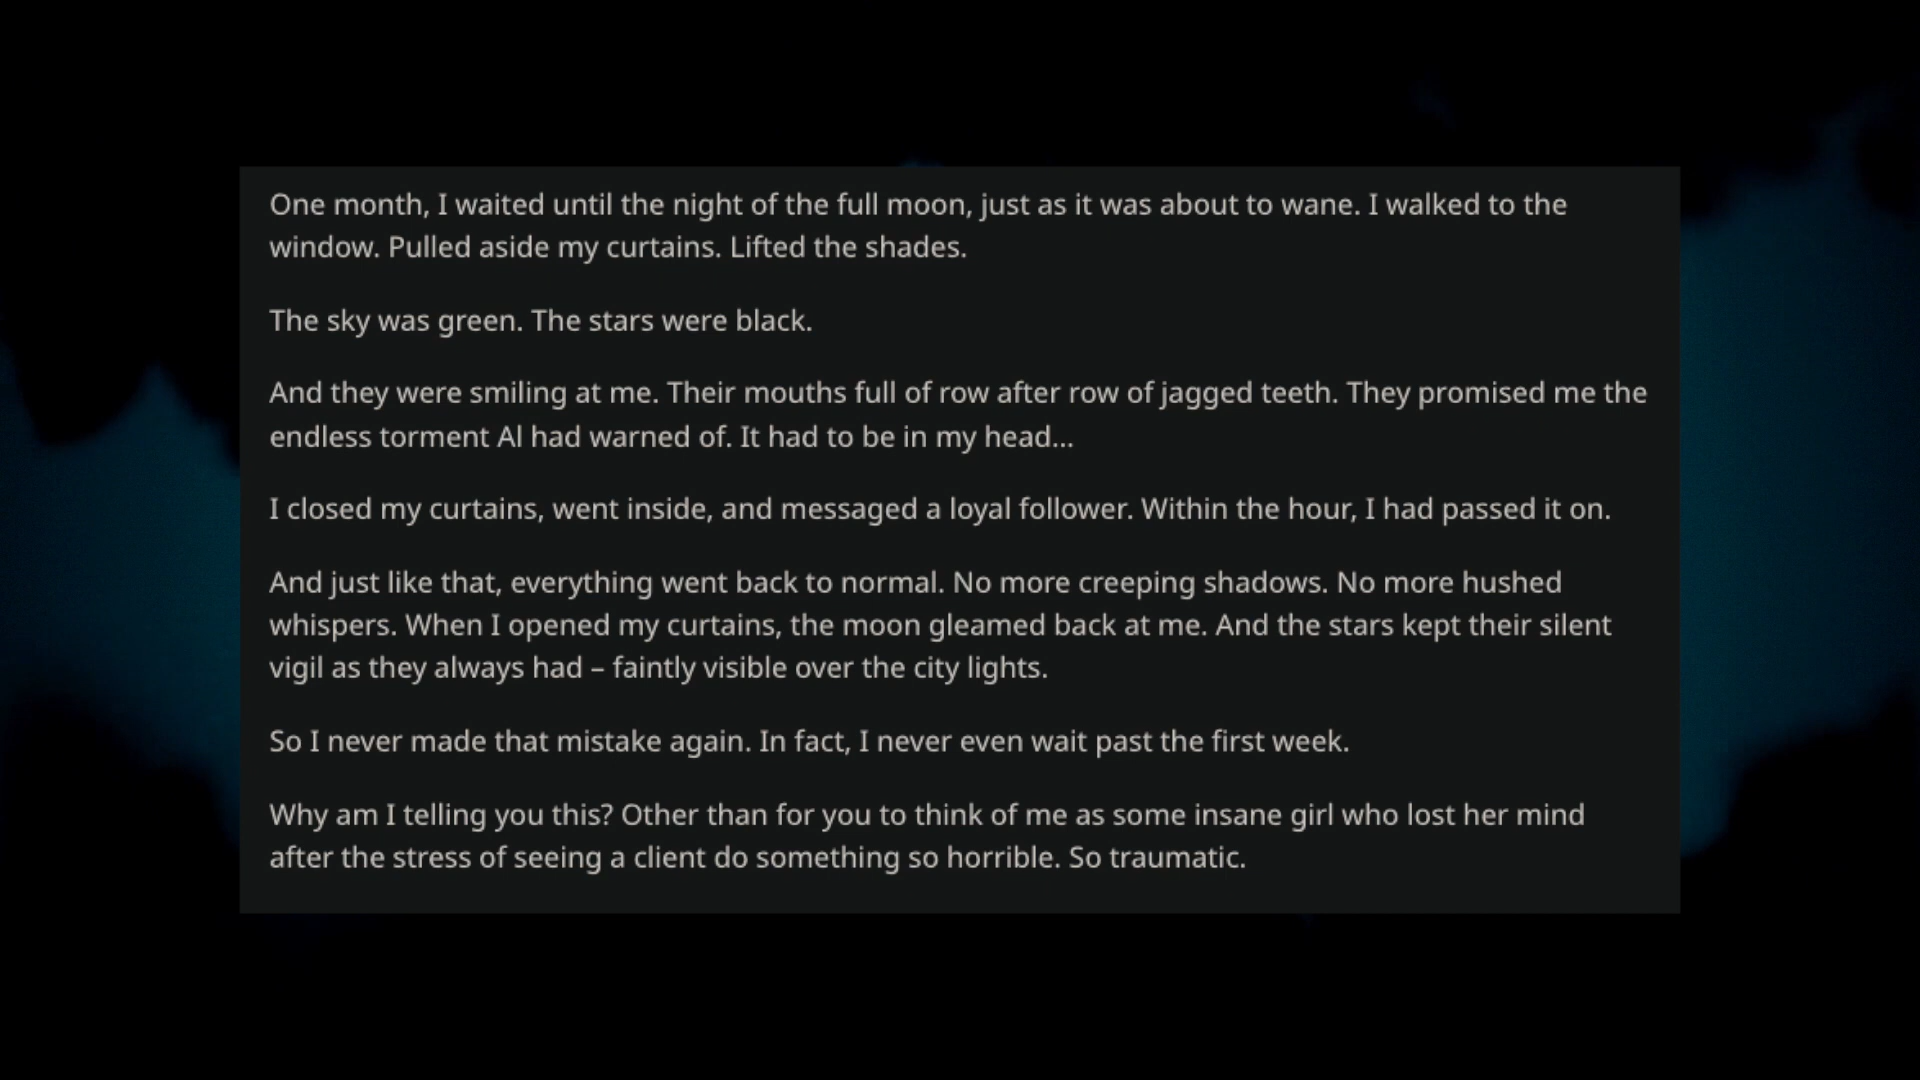 One month, I waited until the night of the full moon, just as it was about to wane. I walked to the
window. Pulled aside my curtains. Lifted the shades.
The sky was green. The stars were black.
And they were smiling at me. Their mouths full of row after row of jagged teeth. They promised me the
endless torment Al had warned of. It had to be in my head...
I closed my curtains, went inside, and messaged a loyal follower. Within the hour, I had passed it on.
And just like that, everything went back to normal. No more creeping shadows. No more hushed
whispers. When I opened my curtains, the moon gleamed back at me. And the stars kept their silent
vigil as they always had – faintly visible over the city lights.
So I never made that mistake again. In fact, I never even wait past the first week.
Why am I telling you this? Other than for you to think of me as some insane girl who lost her mind
after the stress of seeing a client do something so horrible. So traumatic.